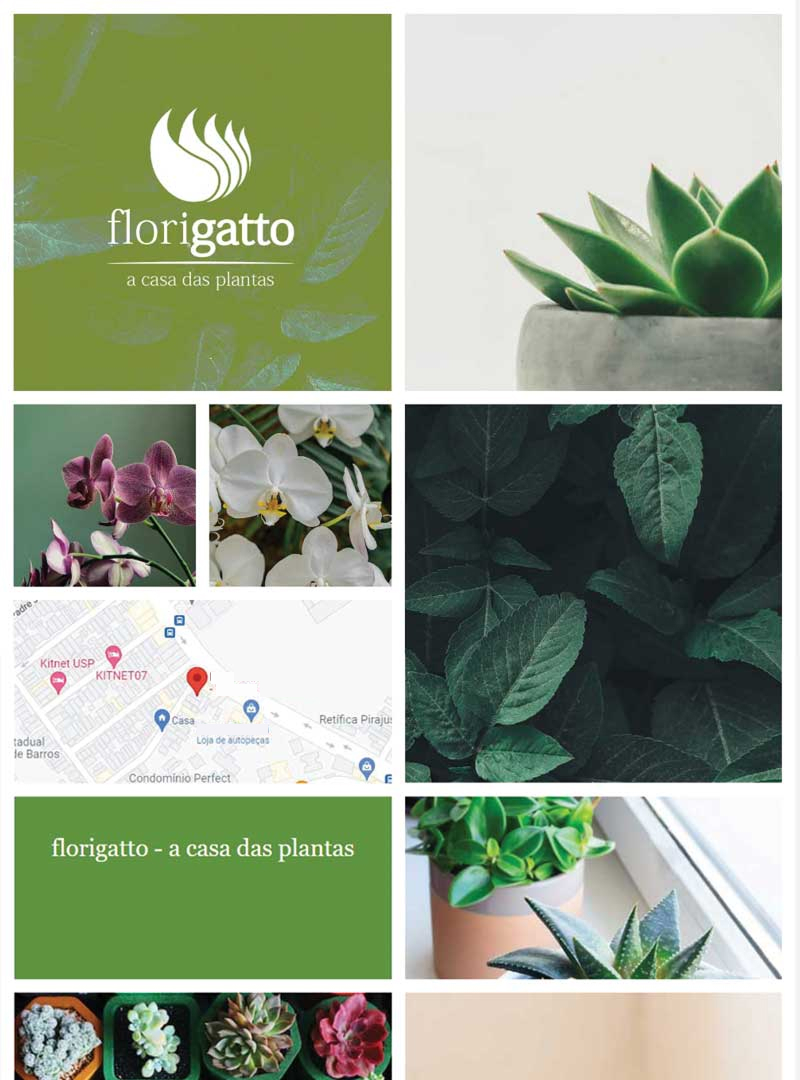 florigatto
a casa das plantas
Kitnet USP
KITNET07
Casa
Loja de autopeças
Retífica Piraju
tadual
de Barros
Condomínio Perfect
florigatto - a casa das plantas